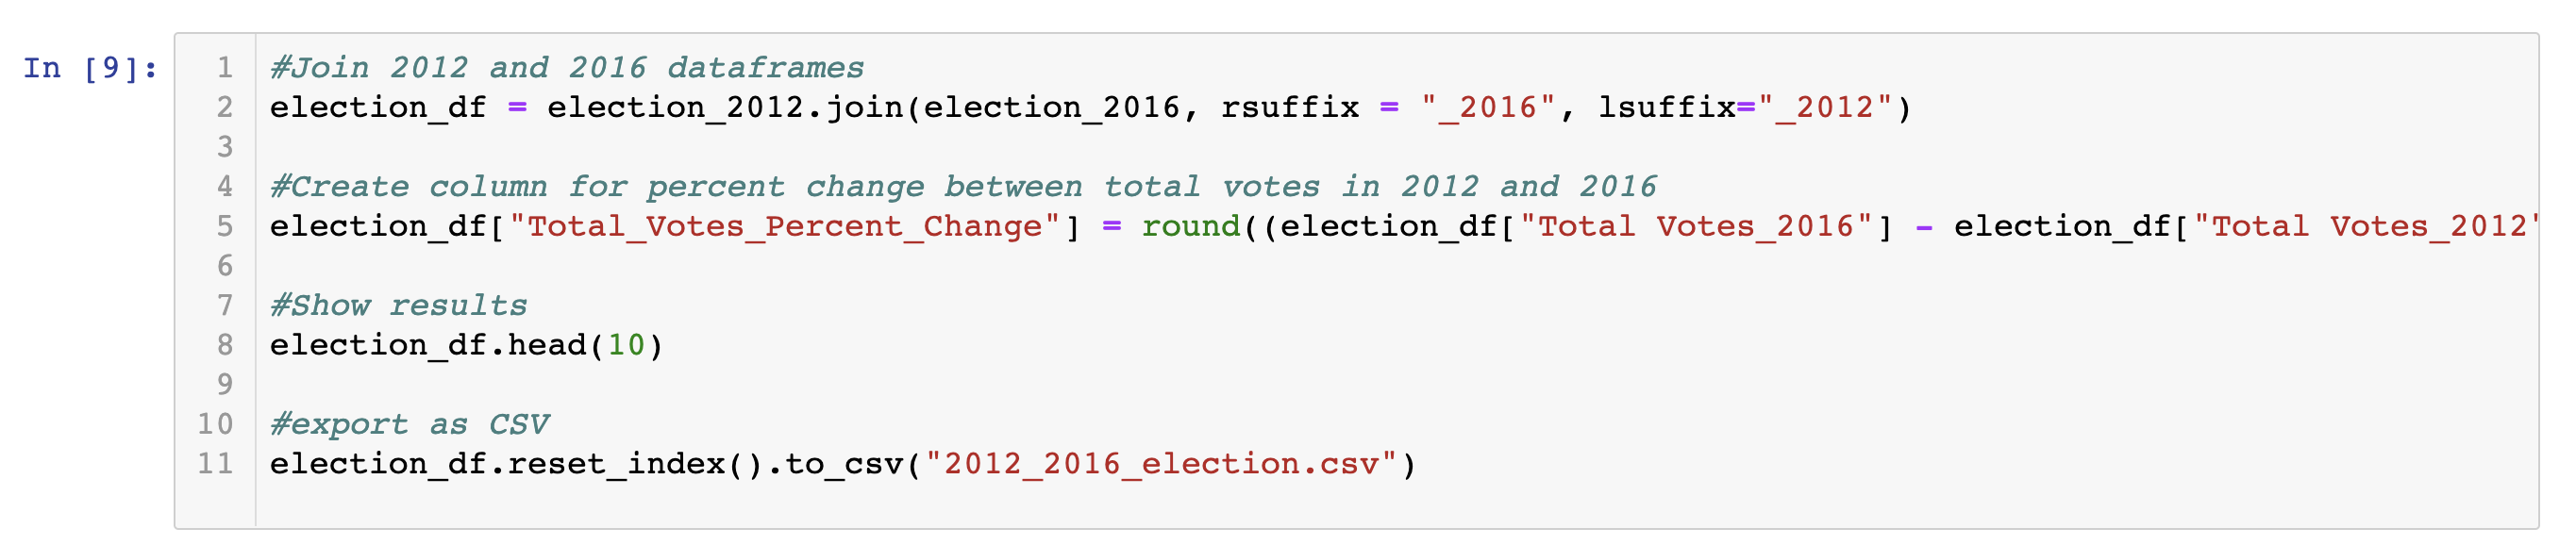 In [9]:
1 #Join 2012 and 2016 dataframes
2 election_df = election_2012.join(election_2016, rsuffix = "_2016", lsuffix="_2012")
3
4 #Create column for percent change between total votes in 2012 and 2016
5 election_df["Total_Votes_Percent_Change"] = round((election_df["Total Votes_2016"] - election_df["Total Votes_2012'
6
7 #Show results
8 election_df.head(10)
9
10 #export as CSV
11 election_df.reset_index().to_csv("2012_2016_election.csv")